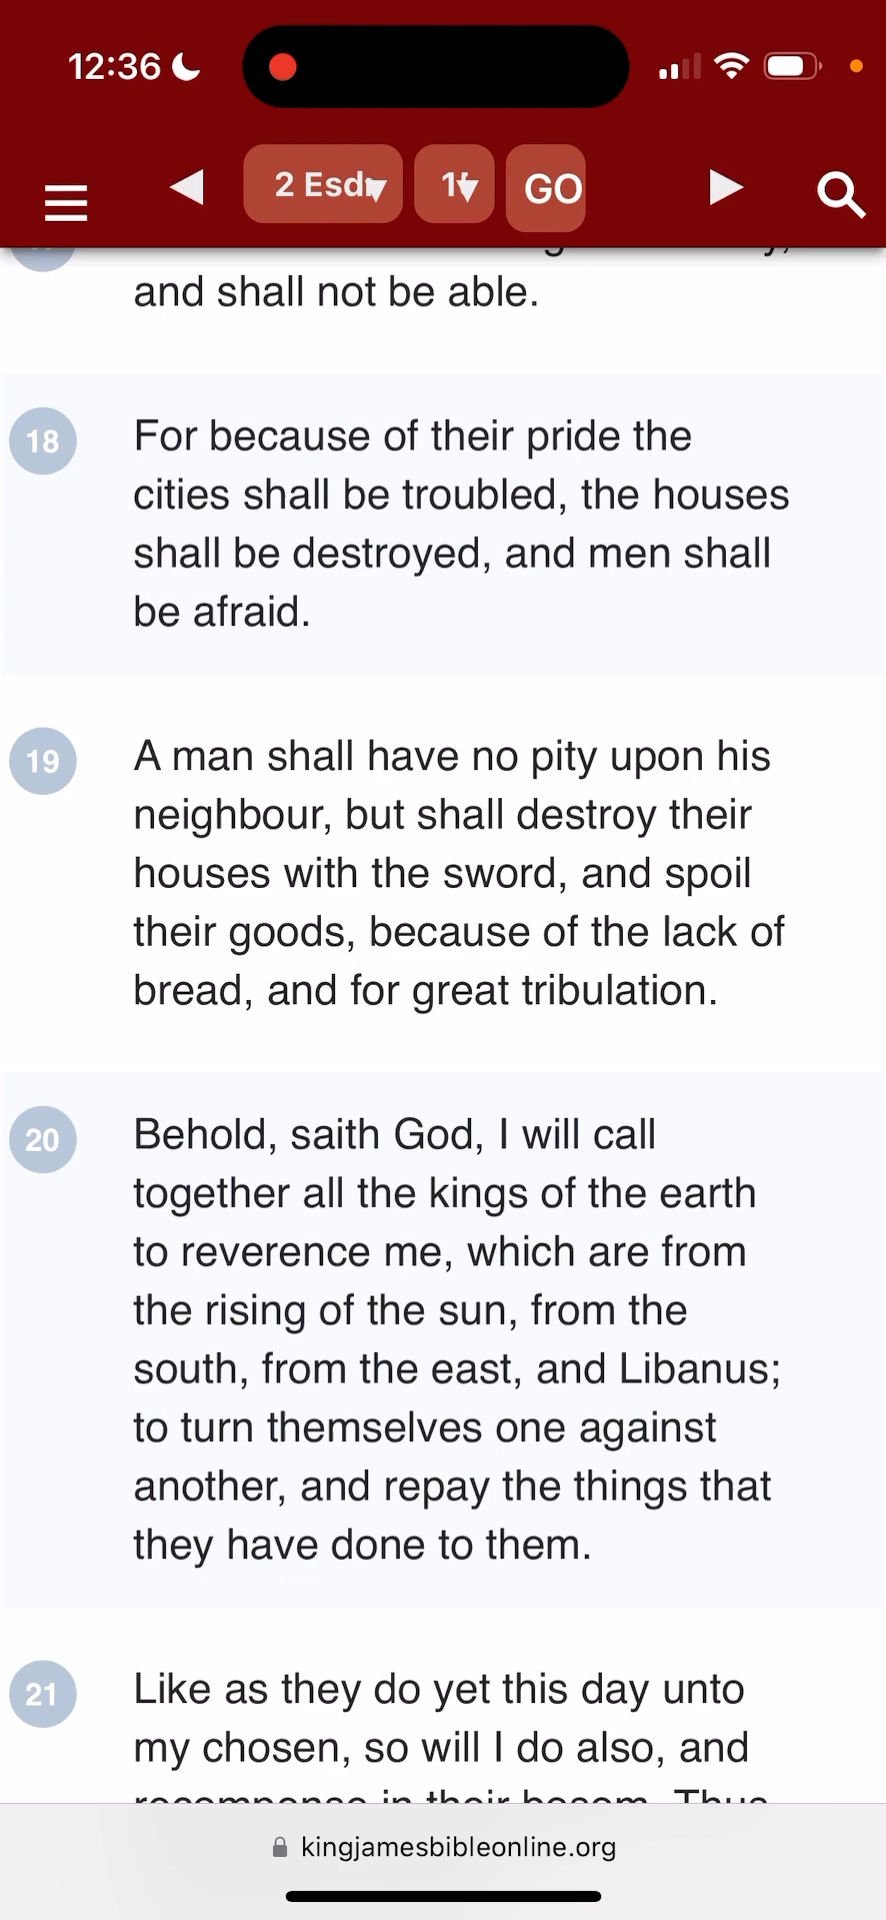 12:36
2 Esdr
GO
and shall not be able.
18
For because of their pride the
cities shall be troubled, the houses
shall be destroyed, and men shall
be afraid.
19
A man shall have no pity upon his
neighbour, but shall destroy their
houses with the sword, and spoil
their goods, because of the lack of
bread, and for great tribulation.
20
Behold, saith God, I will call
together all the kings of the earth
to reverence me, which are from
the rising of the sun, from the
south, from the east, and Libanus;
to turn themselves one against
another, and repay the things that
they have done to them.
21
Like as they do yet this day unto
my chosen, so will I do also, and
recompense in their bosom. Thus
kingjamesbibleonline.org